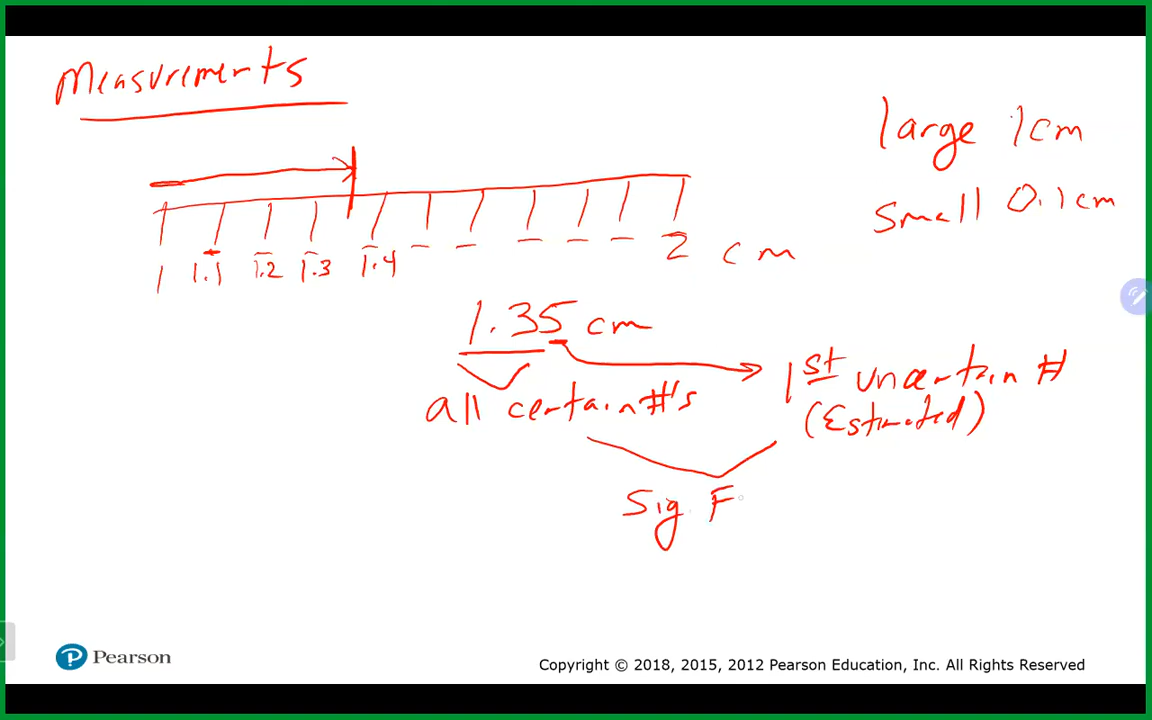 Measurements
large 1cm
small 0.1cm
1 1.1 1.2 1.3 1.4 2 cm
1.35 cm
all certain #'s
1st uncertain #
(Estimated)
Sig F
Pearson
Copyright © 2018, 2015, 2012 Pearson Education, Inc. All Rights Reserved